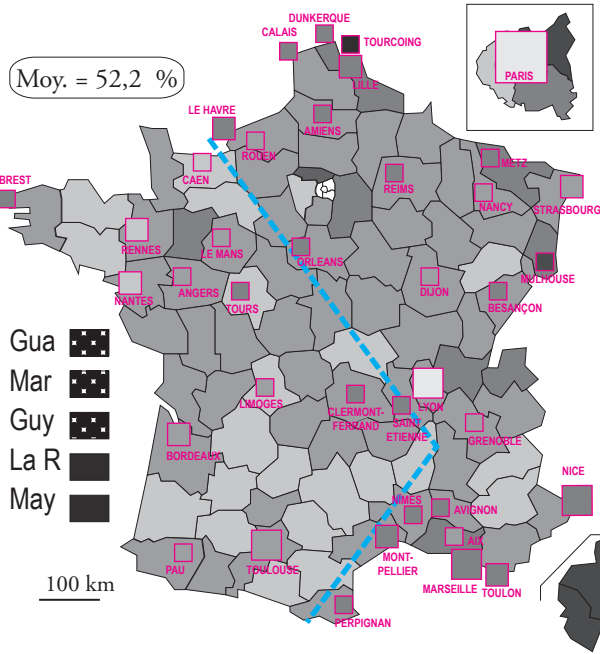 DUNKERQUE
CALAIS
TOURCOING
LILLE
PARIS
Moy. = 52,2 %
LE HAVRE
AMIENS
ROUEN
CAEN
REIMS
METZ
BREST
NANCY
STRASBOURG
RENNES
LE MANS
ORLEANS
MULHOUSE
NANTES
ANGERS
TOURS
DIJON
BESANÇON
Gua
Mar
Guy
La R
May
LIMOGES
CLERMONT-
FERRAND
LYON
SAINT
ETIENNE
GRENOBLE
BORDEAUX
NICE
NIMES
AVIGNON
AIX
PAU
TOULOUSE
MONT-
PELLIER
MARSEILLE
TOULON
100 km
PERPIGNAN